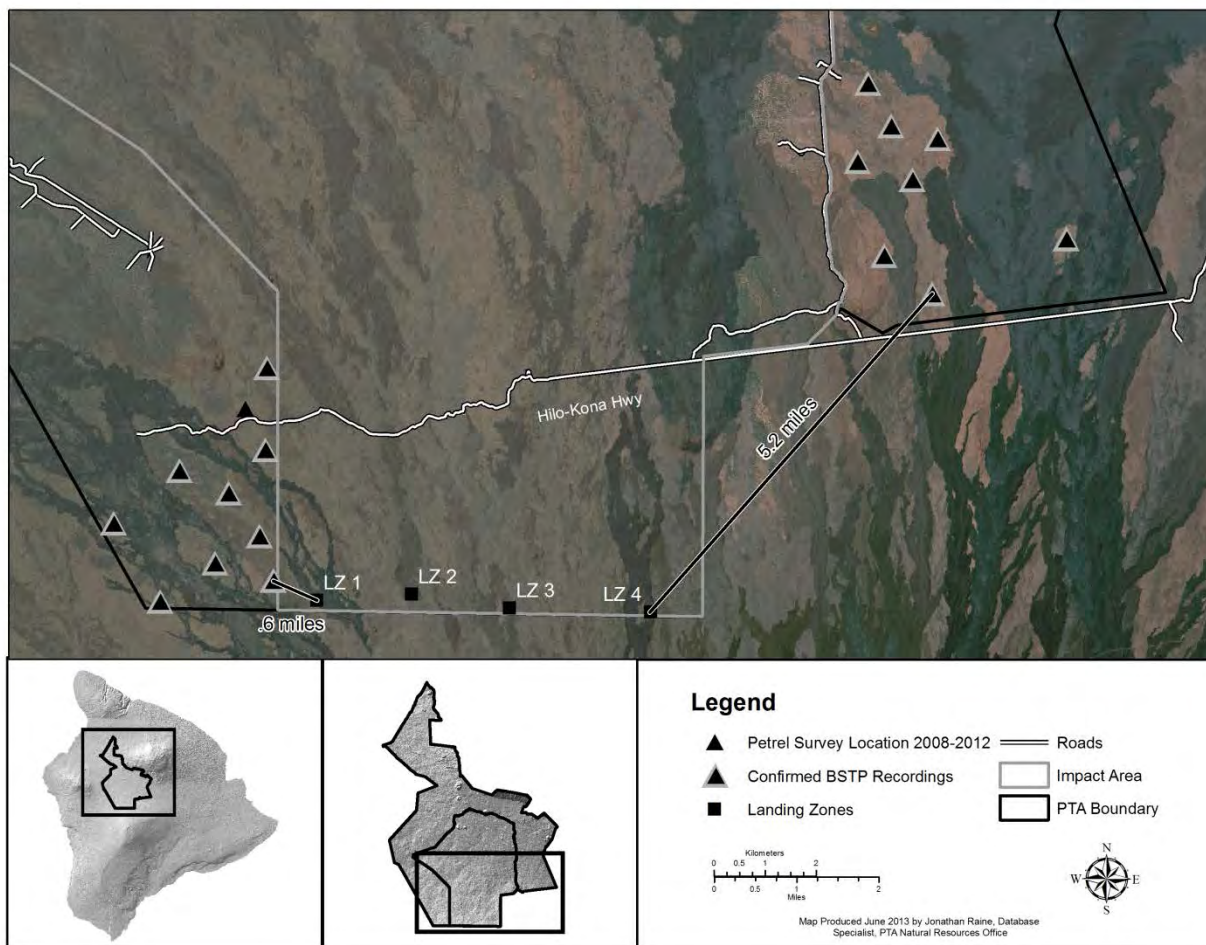 Hilo-Kona Hwy
5.2 miles
LZ 1
LZ 2
LZ 3
LZ 4
.6 miles
Legend
Petrel Survey Location 2008-2012
Confirmed BSTP Recordings
Landing Zones
Roads
Impact Area
PTA Boundary
Kilometers
0 0.5 1 2
0 0.5 1 2
Miles
N
W E
S
Map Produced June 2013 by Jonathan Raine, Database
Specialist, PTA Natural Resources Office